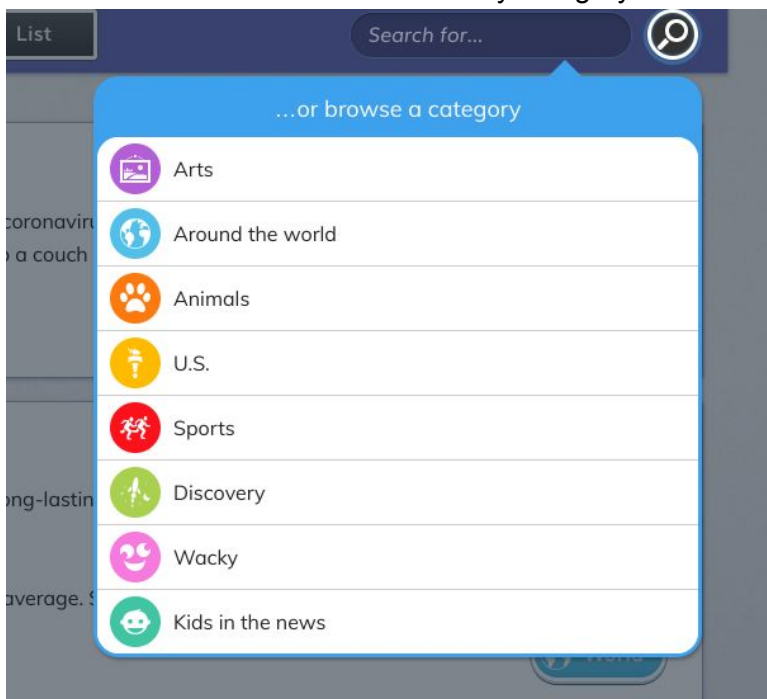 List
Search for...
...or browse a category
Arts
Around the world
coronaviru
a couch
Animals
U.S.
Sports
Discovery
ong-lastin
Wacky
average. S
Kids in the news
World